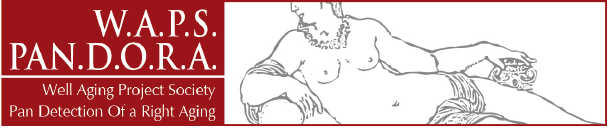 W.A.P.S.
PAN.D.O.R.A.
Well Aging Project Society
Pan Detection Of a Right Aging